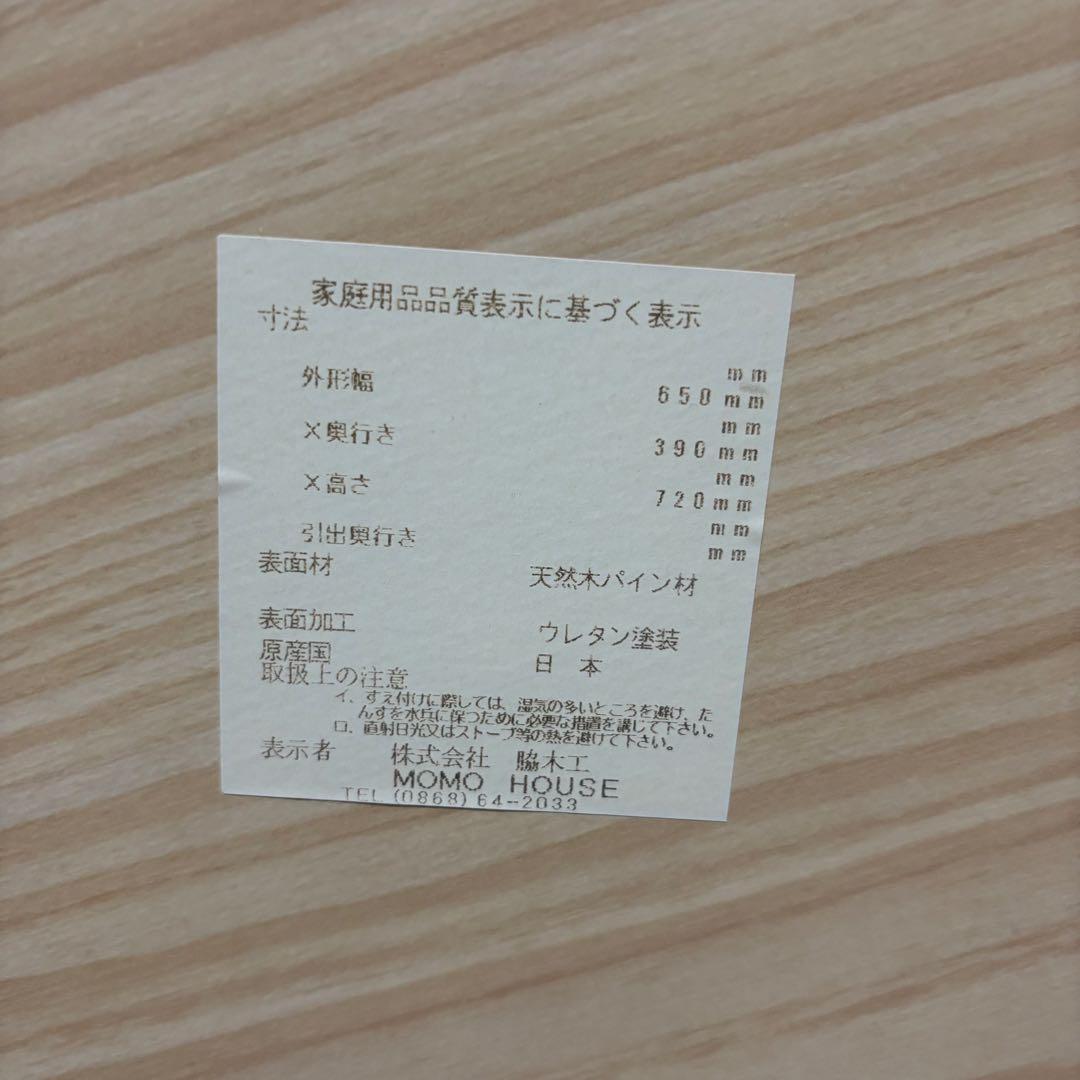 家庭用品品質表示に基づく表示
寸法
mm
外形幅 650mm
mm
×奥行き 390mm
mm
×高さ 720mm
mm
引出奥行き mm
表面材 天然木パイン材
表面加工 ウレタン塗装
原産国 日 本
取扱上の注意
イ、すえ付けに際しては、湿気の多いところを避け、た
んすを水兵に保つために必要な措置を講じて下さい。
ロ、直射日光又はストーブ等の熱を避けて下さい。
表示者 株式会社 脇木工
MOMO HOUSE
TEL(0868)64-2033